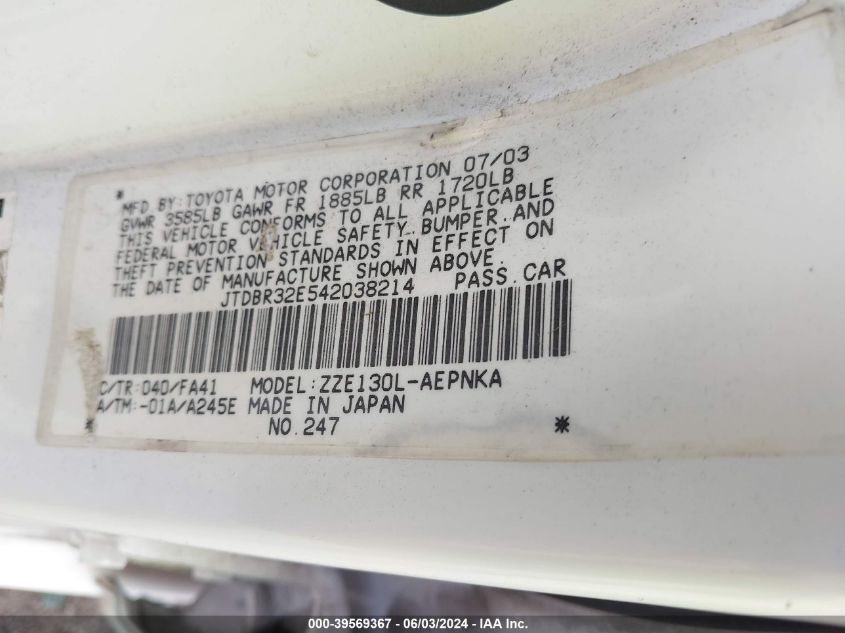 *
MFD BY:TOYOTA MOTOR CORPORATION 07/03
GVWR 3585LB GAWR FR 1885LB RR 1720LB
THIS VEHICLE CONFORMS TO ALL APPLICABLE
FEDERAL MOTOR VEHICLE SAFETY,BUMPER,AND
THEFT PREVENTION STANDARDS IN EFFECT ON
THE DATE OF MANUFACTURE SHOWN ABOVE.
JTDBR32E542038214 PASS.CAR
C/TR:040/FA41 MODEL:ZZE130L-AEPNKA
A/TM:-01A/A245E MADE IN JAPAN
* NO.247 *
000-39569367 - 06/03/2024 - IAA Inc.